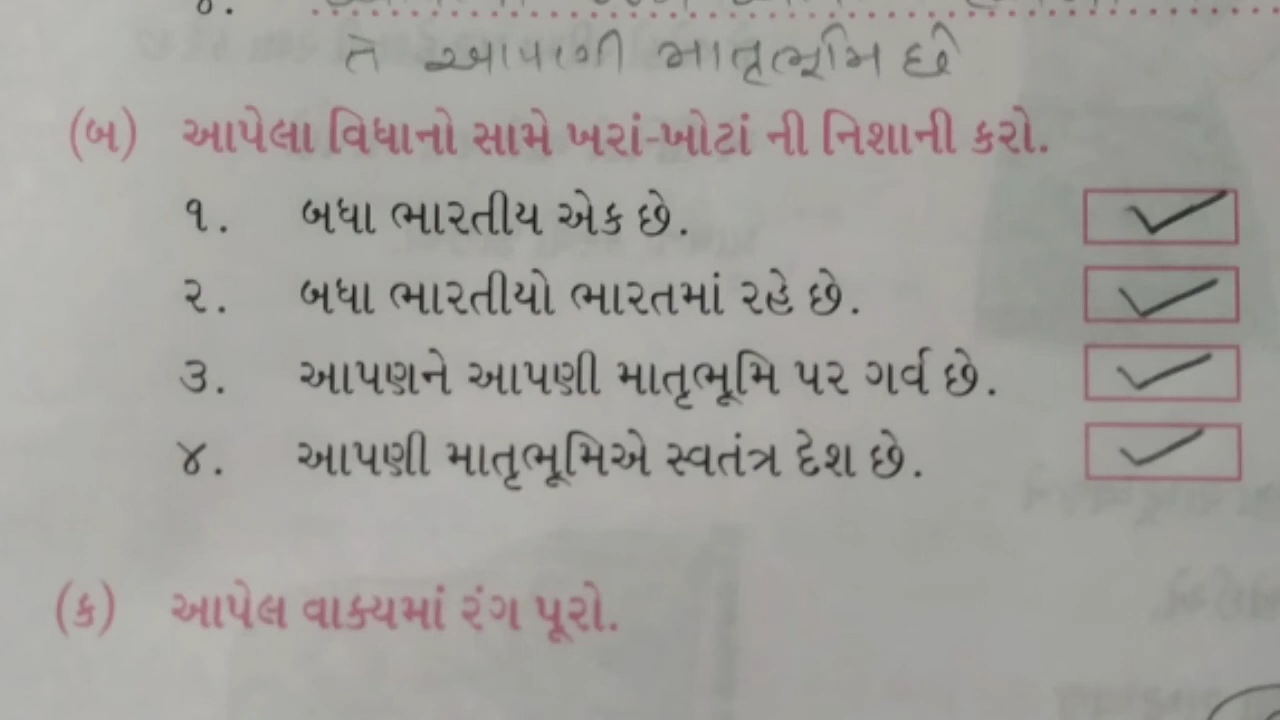 ૪.
તે આપણી માતૃભૂમિ છે
(બ) આપેલા વિધાનો સામે ખરાં-ખોટાં ની નિશાની કરો.
૧. બધા ભારતીય એક છે. ✓
૨. બધા ભારતીયો ભારતમાં રહે છે. ✓
૩. આપણને આપણી માતૃભૂમિ પર ગર્વ છે. ✓
૪. આપણી માતૃભૂમિએ સ્વતંત્ર દેશ છે. ✓
(ક) આપેલ વાક્યમાં રંગ પૂરો.